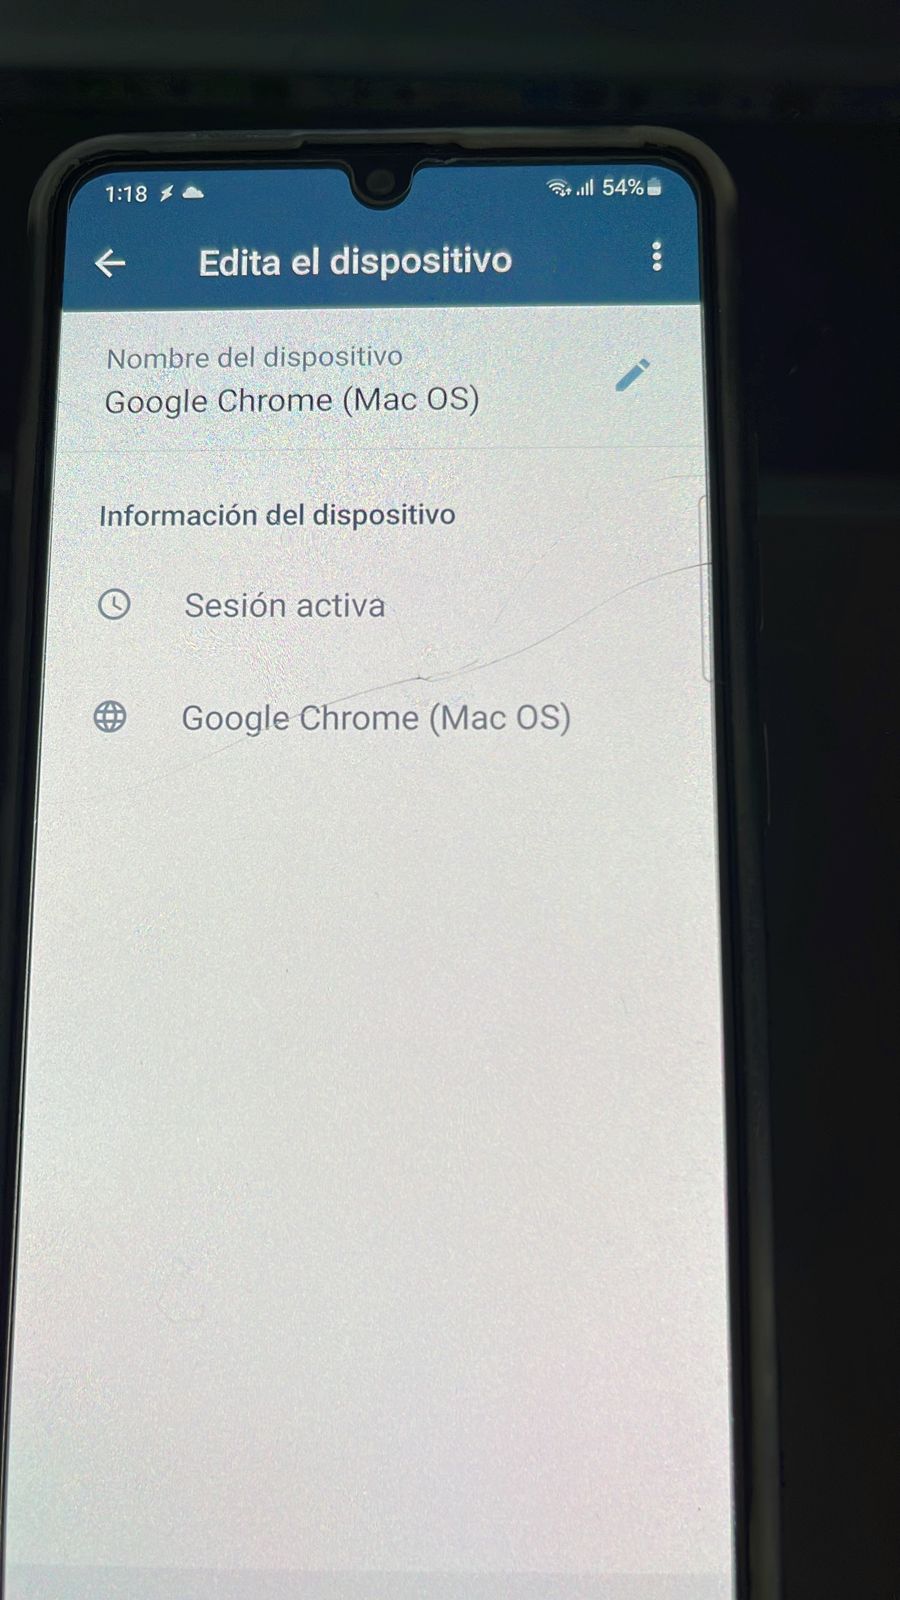 1:18 54%
Edita el dispositivo
Nombre del dispositivo
Google Chrome (Mac OS)
Información del dispositivo
Sesión activa
Google Chrome (Mac OS)